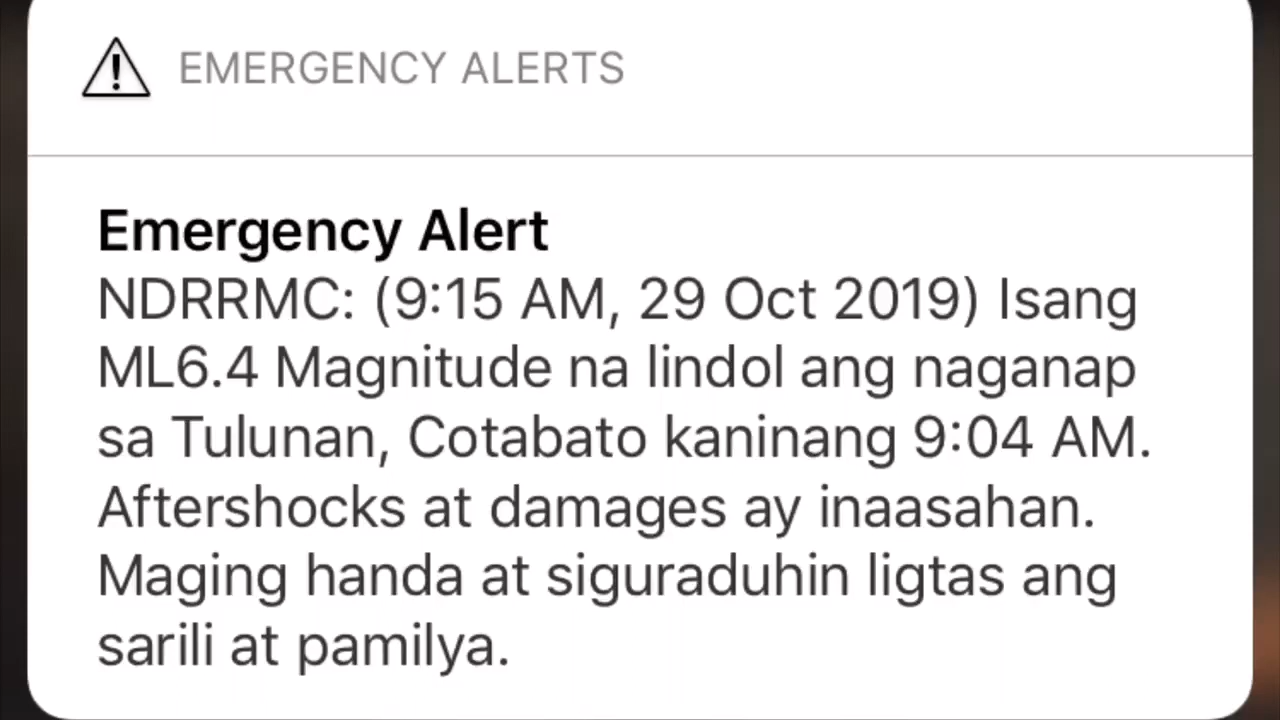 EMERGENCY ALERTS
Emergency Alert
NDRRMC: (9:15 AM, 29 Oct 2019) Isang
ML6.4 Magnitude na lindol ang naganap
sa Tulunan, Cotabato kaninang 9:04 AM.
Aftershocks at damages ay inaasahan.
Maging handa at siguraduhin ligtas ang
sarili at pamilya.